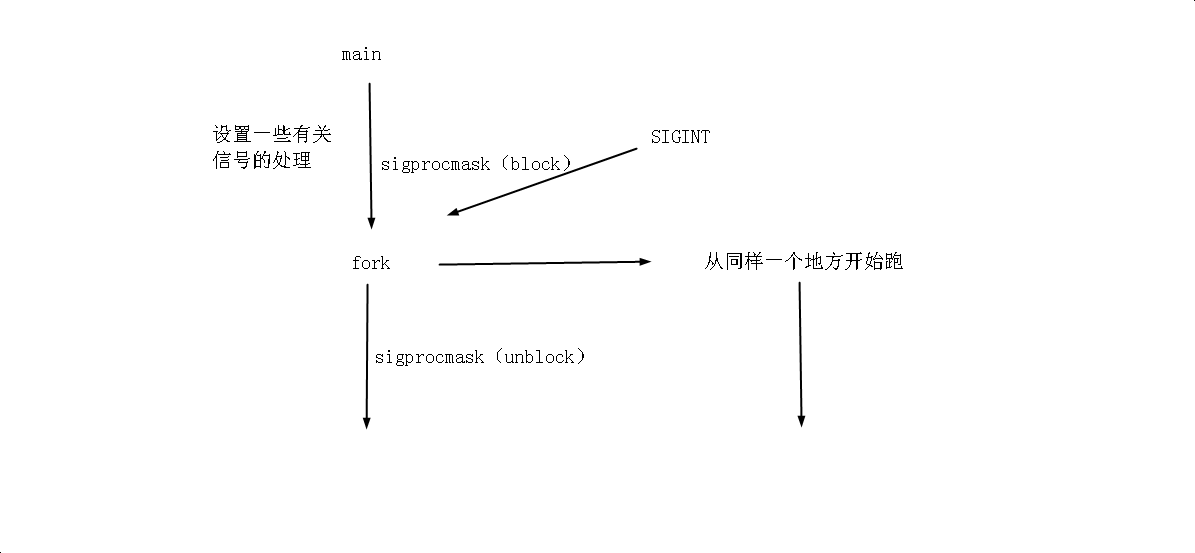 main
设置一些有关
信号的处理
SIGINT
sigprocmask（block）
fork
从同样一个地方开始跑
sigprocmask（unblock）